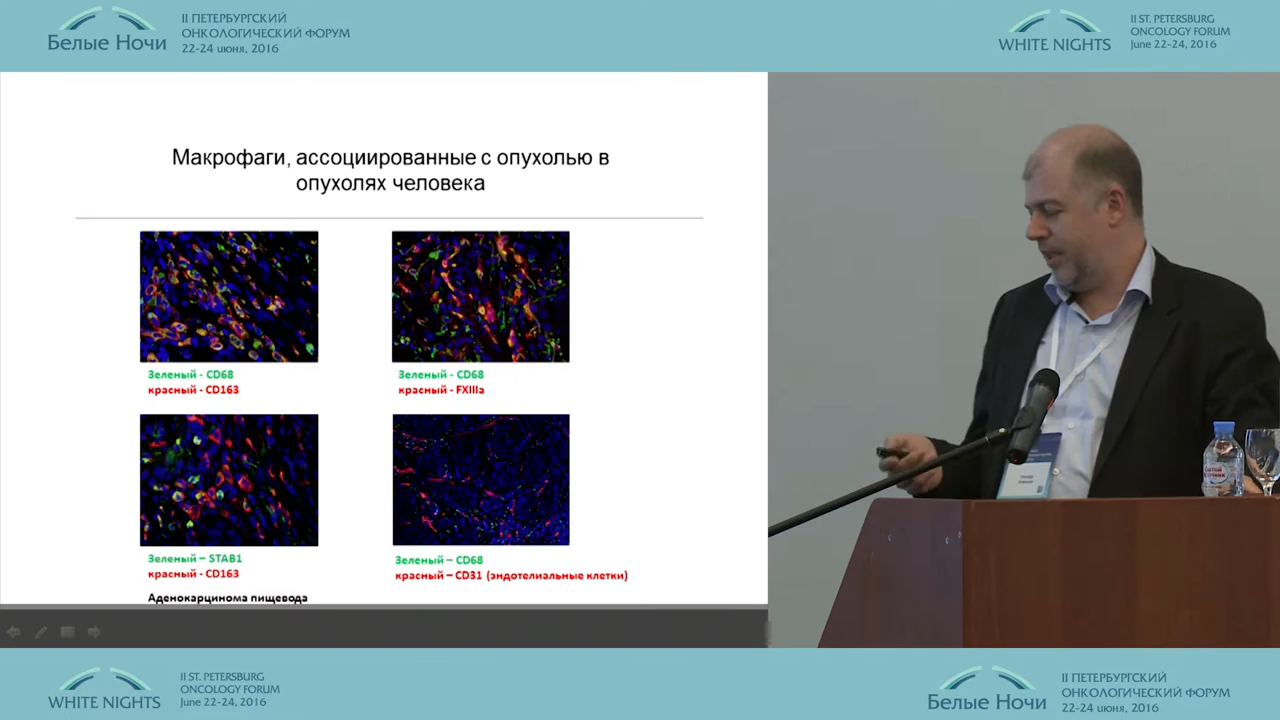 Белые Ночи
II ПЕТЕРБУРГСКИЙ
ОНКОЛОГИЧЕСКИЙ ФОРУМ
22-24 июня, 2016
WHITE NIGHTS
II ST. PETERSBURG
ONCOLOGY FORUM
June 22-24, 2016
Макрофаги, ассоциированные с опухолью в
опухолях человека
Зеленый - CD68
красный - CD163
Зеленый - CD68
красный - FXIIIa
Зеленый – STAB1
красный - CD163
Зеленый – CD68
красный – CD31 (эндотелиальные клетки)
Аденокарцинома пищевода
WHITE NIGHTS
II ST. PETERSBURG
ONCOLOGY FORUM
June 22-24, 2016
Белые Ночи
II ПЕТЕРБУРГСКИЙ
ОНКОЛОГИЧЕСКИЙ ФОРУМ
22-24 июня, 2016